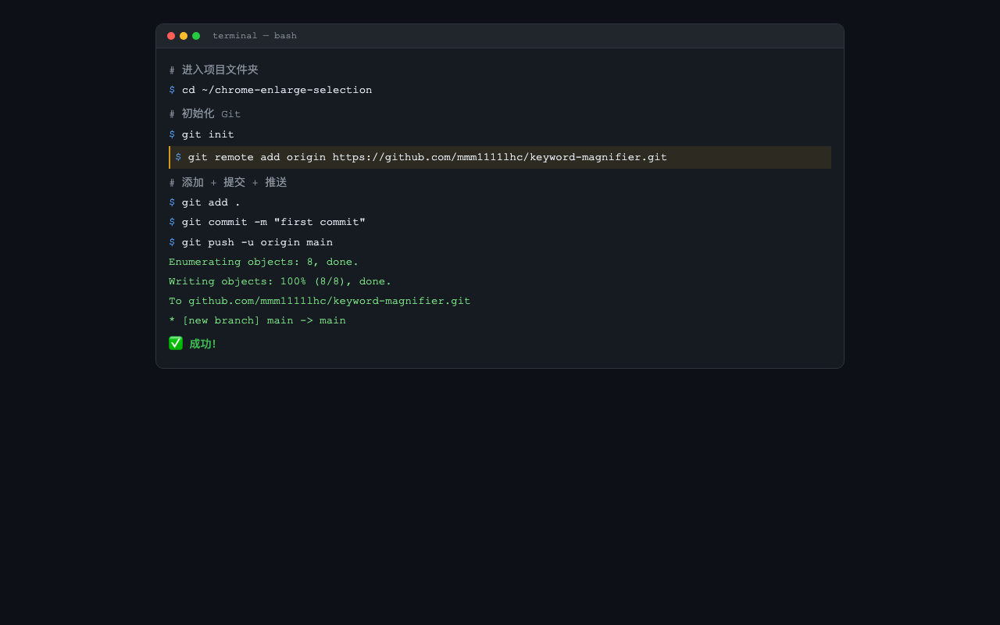 terminal — bash
# 进入项目文件夹
$ cd ~/chrome-enlarge-selection
# 初始化 Git
$ git init
$ git remote add origin https://github.com/mmm1111lhc/keyword-magnifier.git
# 添加 + 提交 + 推送
$ git add .
$ git commit -m "first commit"
$ git push -u origin main
Enumerating objects: 8, done.
Writing objects: 100% (8/8), done.
To github.com/mmm1111lhc/keyword-magnifier.git
* [new branch] main -> main
✅ 成功!